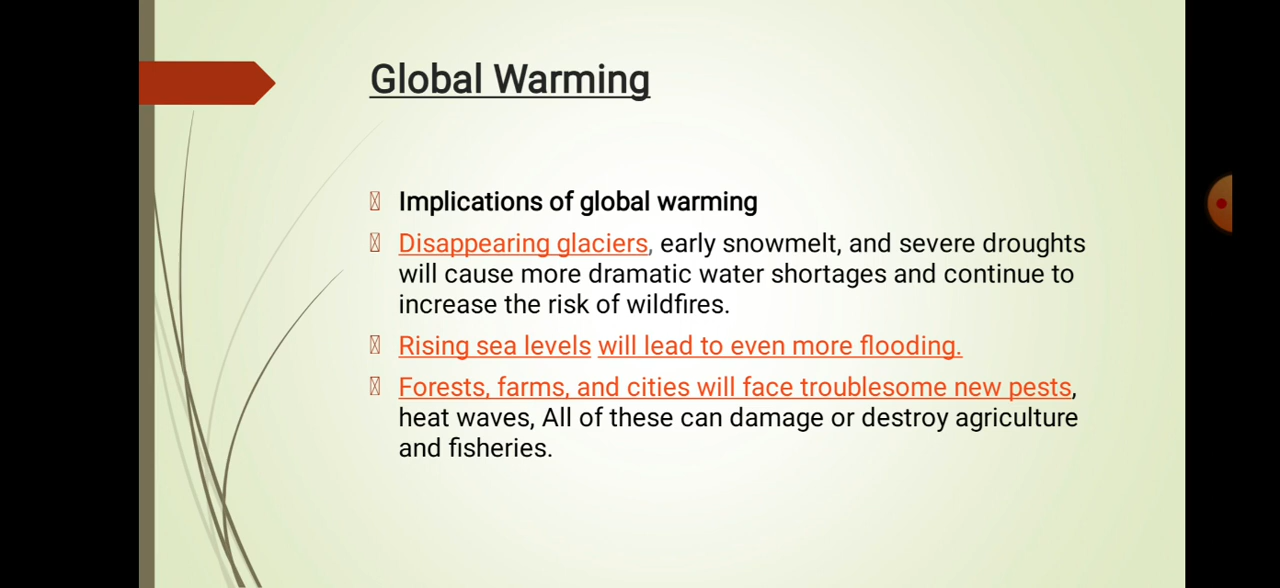 Global Warming
Implications of global warming
Disappearing glaciers, early snowmelt, and severe droughts
will cause more dramatic water shortages and continue to
increase the risk of wildfires.
Rising sea levels will lead to even more flooding.
Forests, farms, and cities will face troublesome new pests,
heat waves, All of these can damage or destroy agriculture
and fisheries.